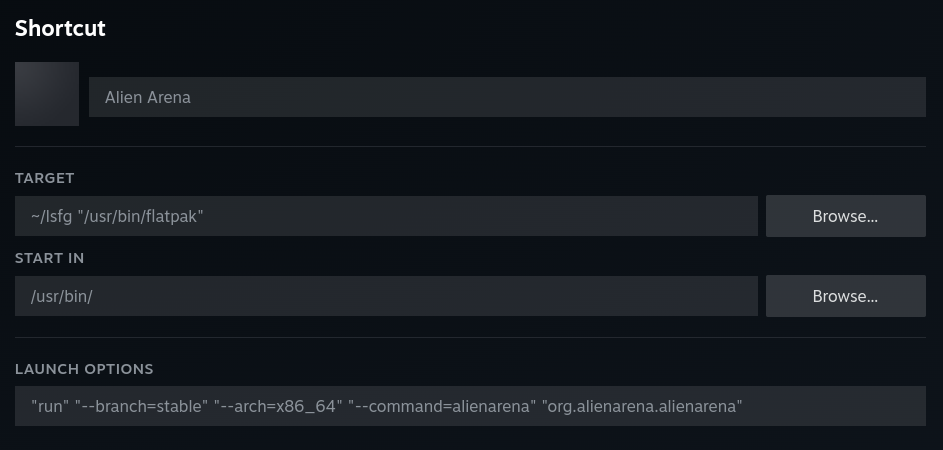 Shortcut
Alien Arena
TARGET
~/lsfg "/usr/bin/flatpak"
Browse...
START IN
/usr/bin/
Browse...
LAUNCH OPTIONS
"run" "--branch=stable" "--arch=x86_64" "--command=alienarena" "org.alienarena.alienarena"